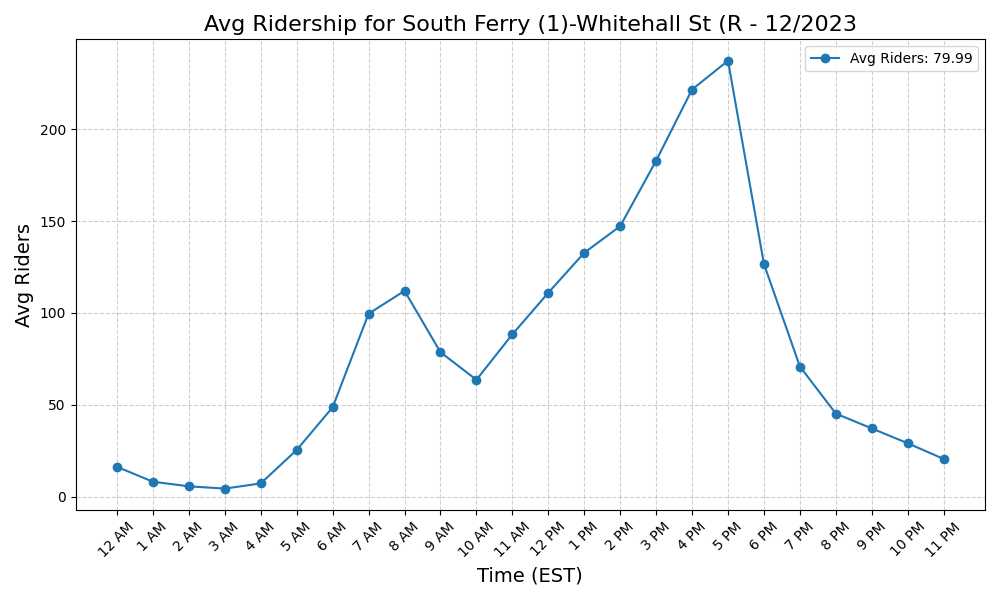 Avg Ridership for South Ferry (1)-Whitehall St (R - 12/2023
Avg Riders: 79.99
Avg Riders
200
150
100
50
0
12 AM
1 AM
2 AM
3 AM
4 AM
5 AM
6 AM
7 AM
8 AM
9 AM
10 AM
11 AM
12 PM
1 PM
2 PM
3 PM
4 PM
5 PM
6 PM
7 PM
8 PM
9 PM
10 PM
11 PM
Time (EST)